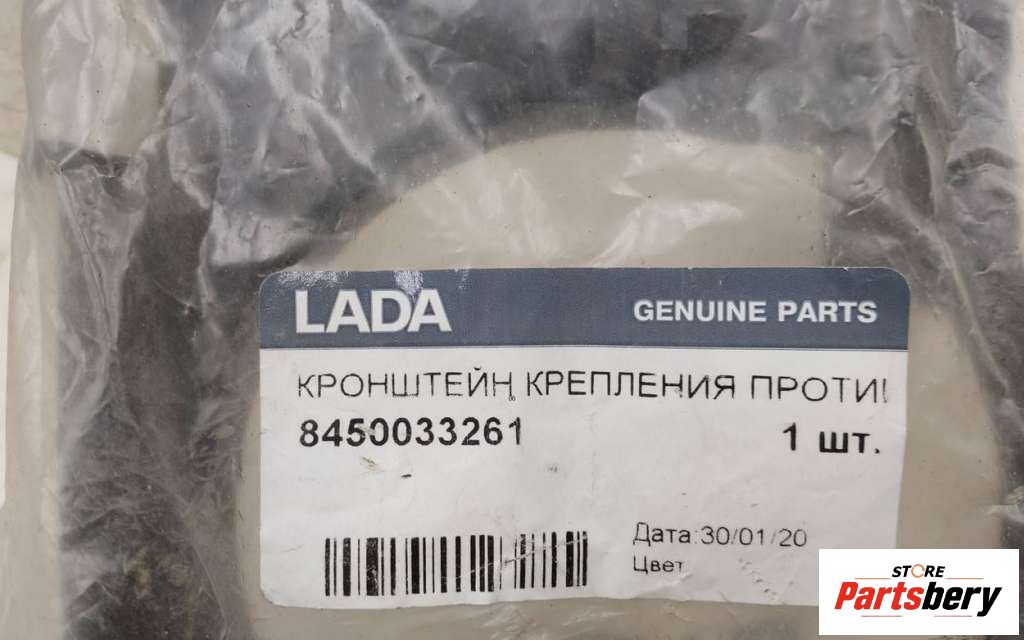 LADA GENUINE PARTS
КРОНШТЕЙН КРЕПЛЕНИЯ ПРОТИ
8450033261 1 шт.
Дата:30/01/20
Цвет
STORE
Partsbery